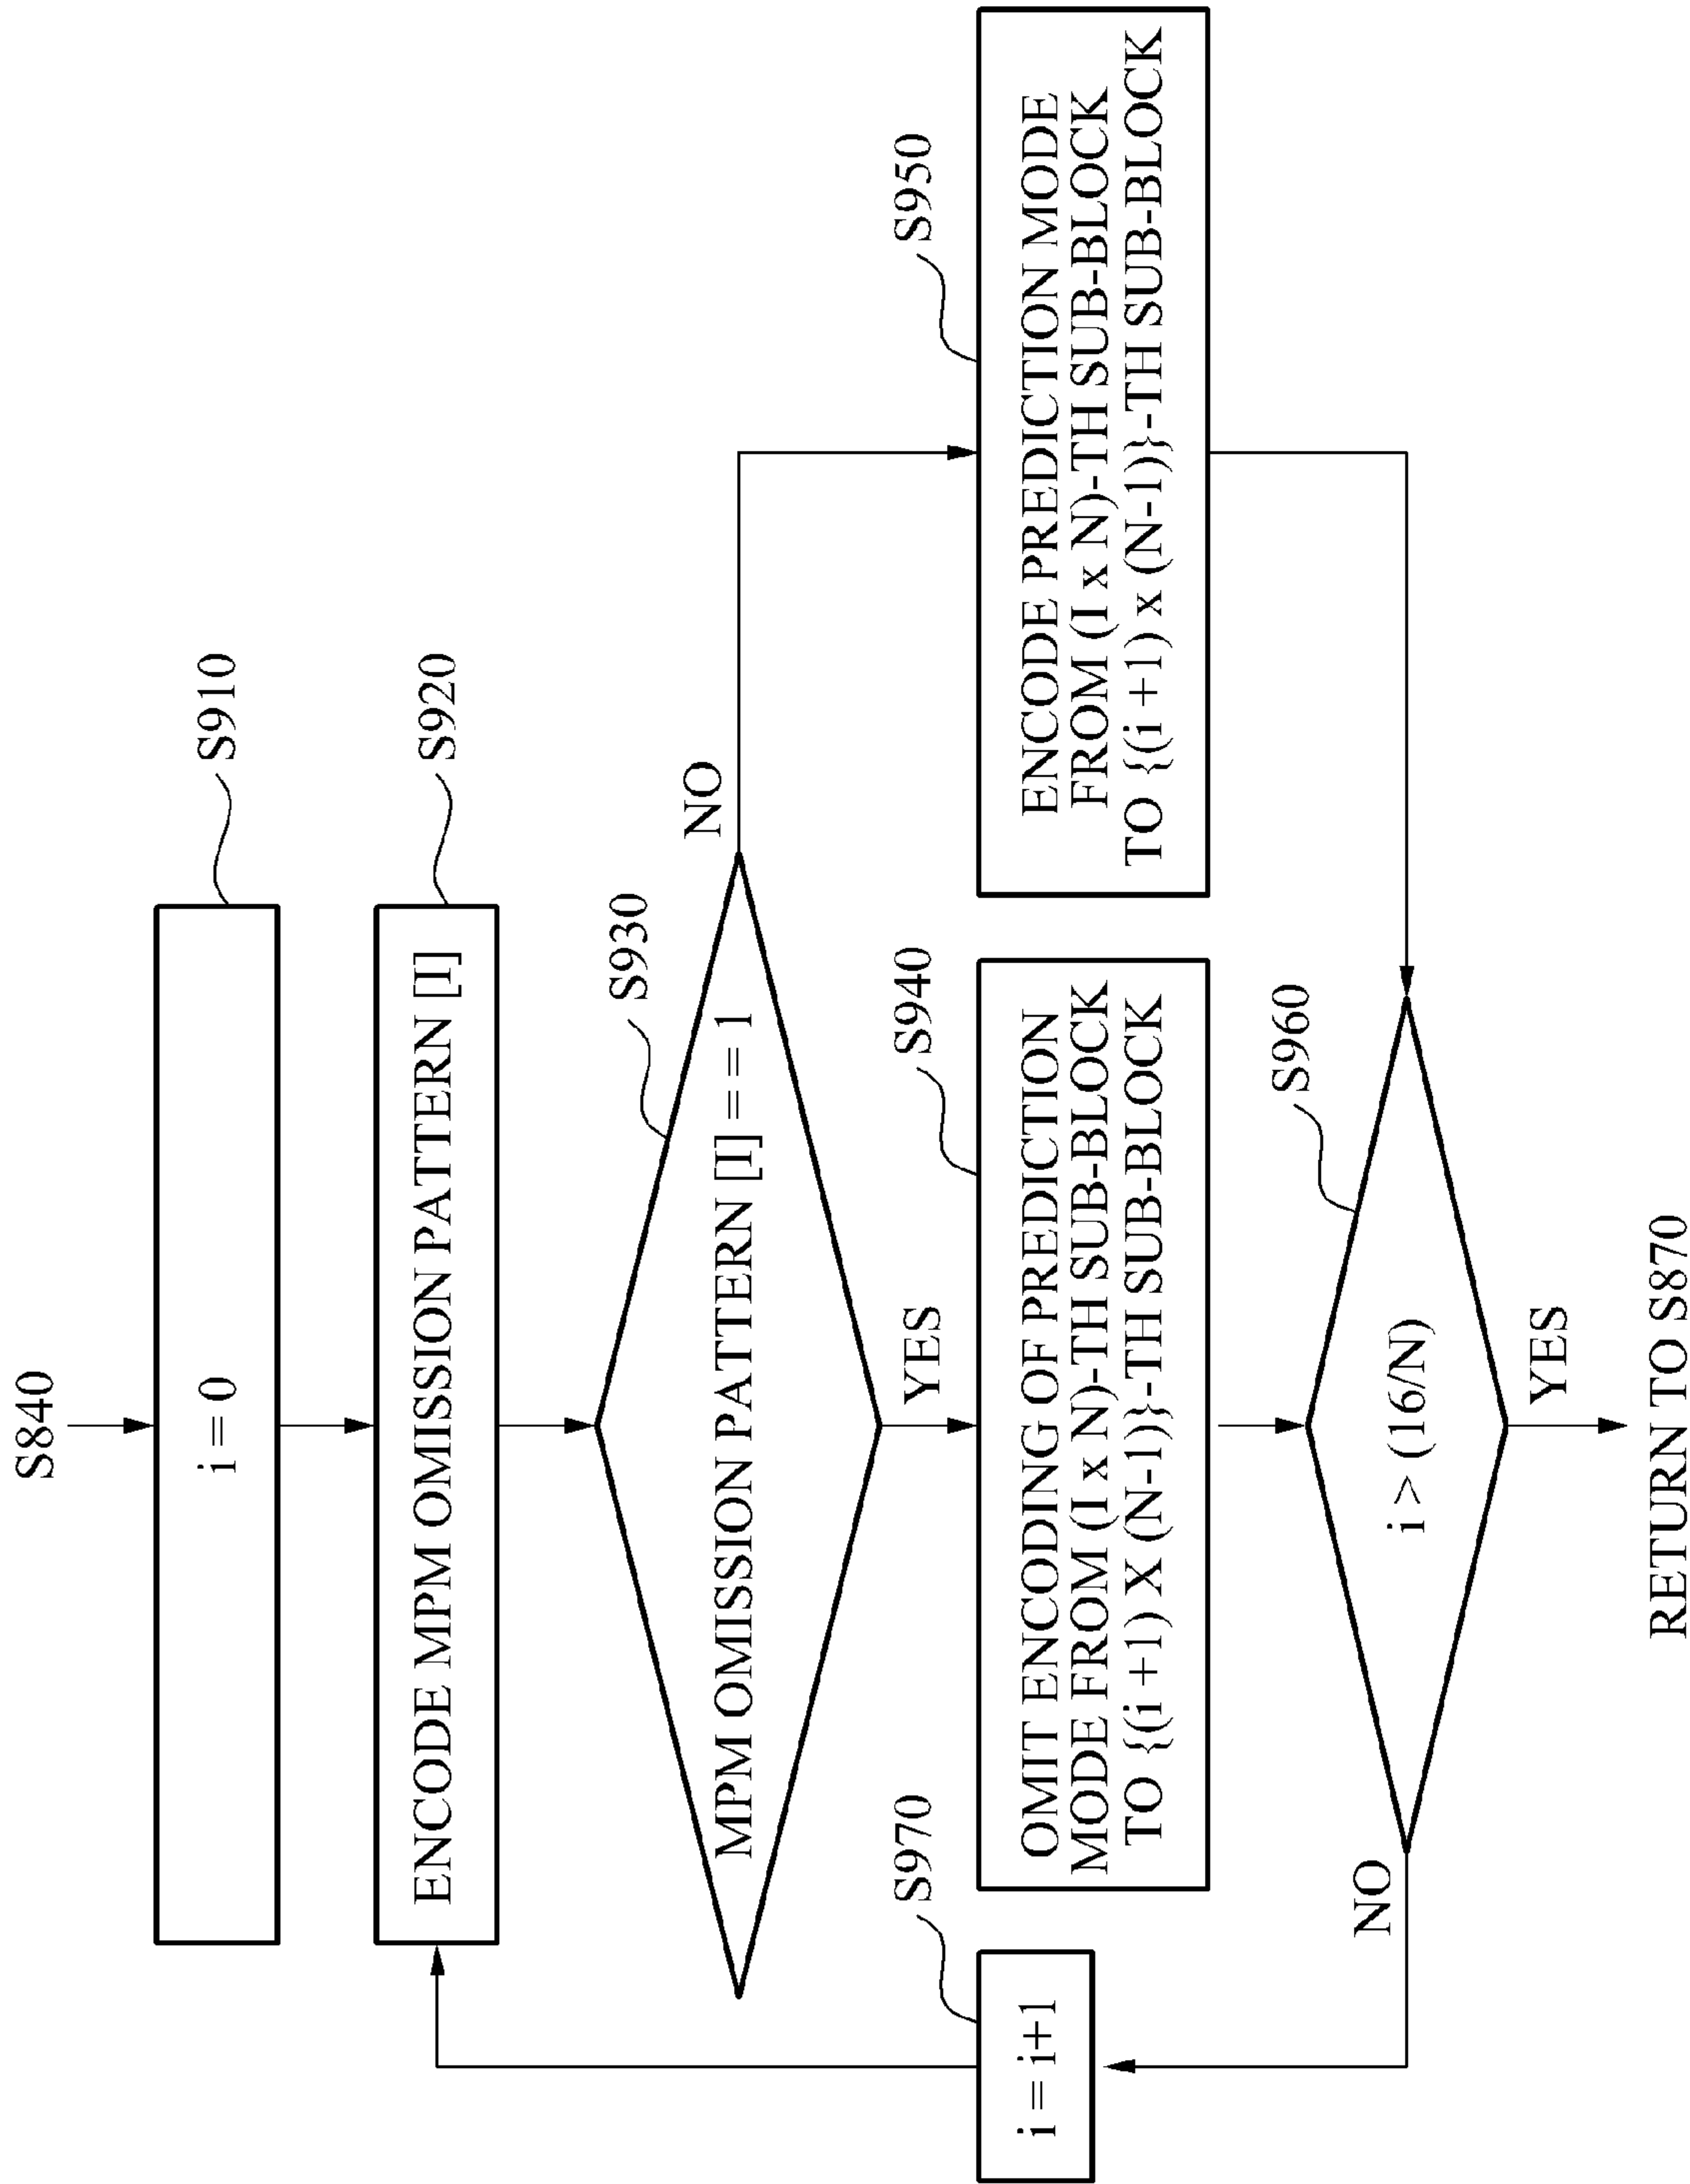 S840
i = 0
S910
ENCODE MPM OMISSION PATTERN [I]
S920
MPM OMISSION PATTERN [I] = = 1
S930
NO
YES
OMIT ENCODING OF PREDICTION
MODE FROM (I x N)-TH SUB-BLOCK
TO {(i +1) X (N-1)}-TH SUB-BLOCK
S940
ENCODE PREDICTION MODE
FROM (I x N)-TH SUB-BLOCK
TO {(i +1) x (N-1)}-TH SUB-BLOCK
S950
i = i+1
S970
i > (16/N)
S960
NO
YES
RETURN TO S870